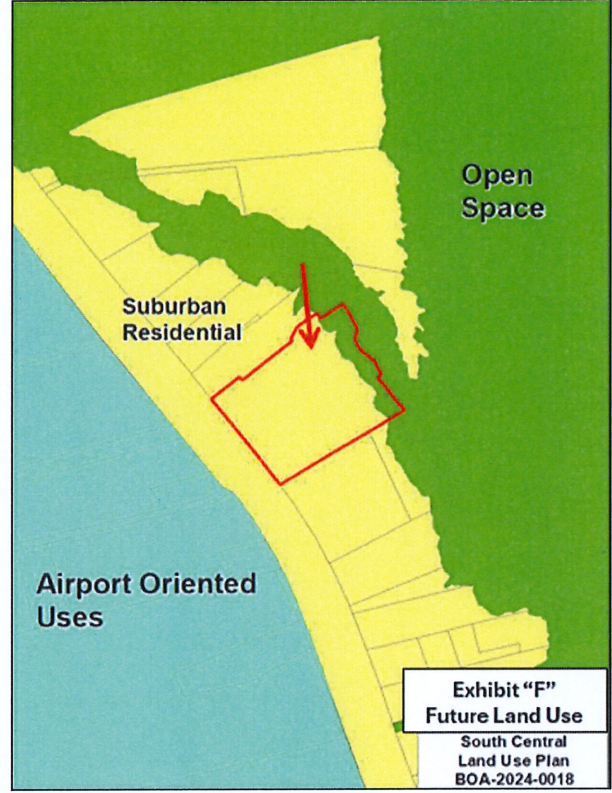 Open
Space
Suburban
Residential
Airport Oriented
Uses
Exhibit “F”
Future Land Use
South Central
Land Use Plan
BOA-2024-0018